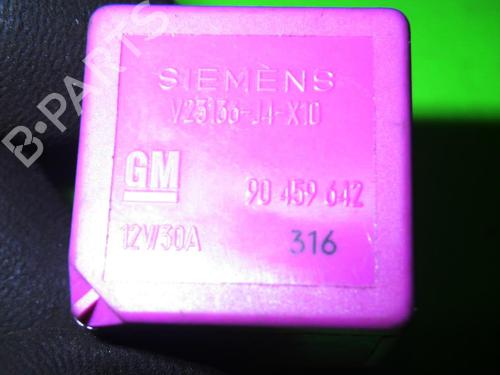 SIEMENS
V23136-J4-X10
GM
90 459 642
12V/30A
316
B-PARTS